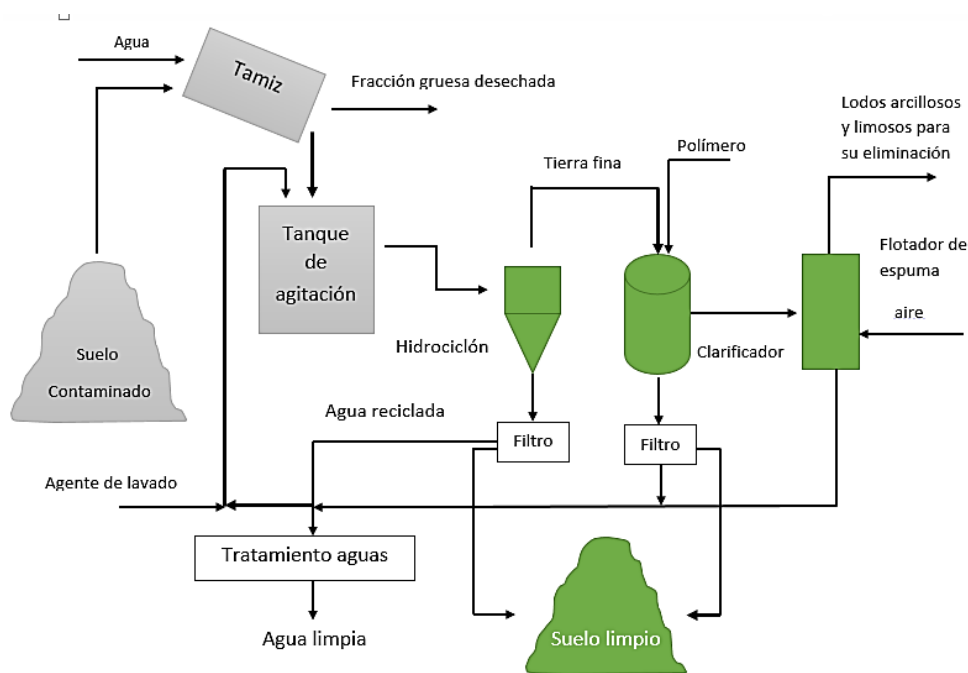 Agua
Tamiz
Fracción gruesa desechada
Lodos arcillosos
y limosos para
su eliminación
Polímero
Tierra fina
Tanque
de
agitación
Flotador de
espuma
aire
Hidrociclón
Clarificador
Suelo
Contaminado
Agua reciclada
Filtro
Filtro
Agente de lavado
Tratamiento aguas
Agua limpia
Suelo limpio